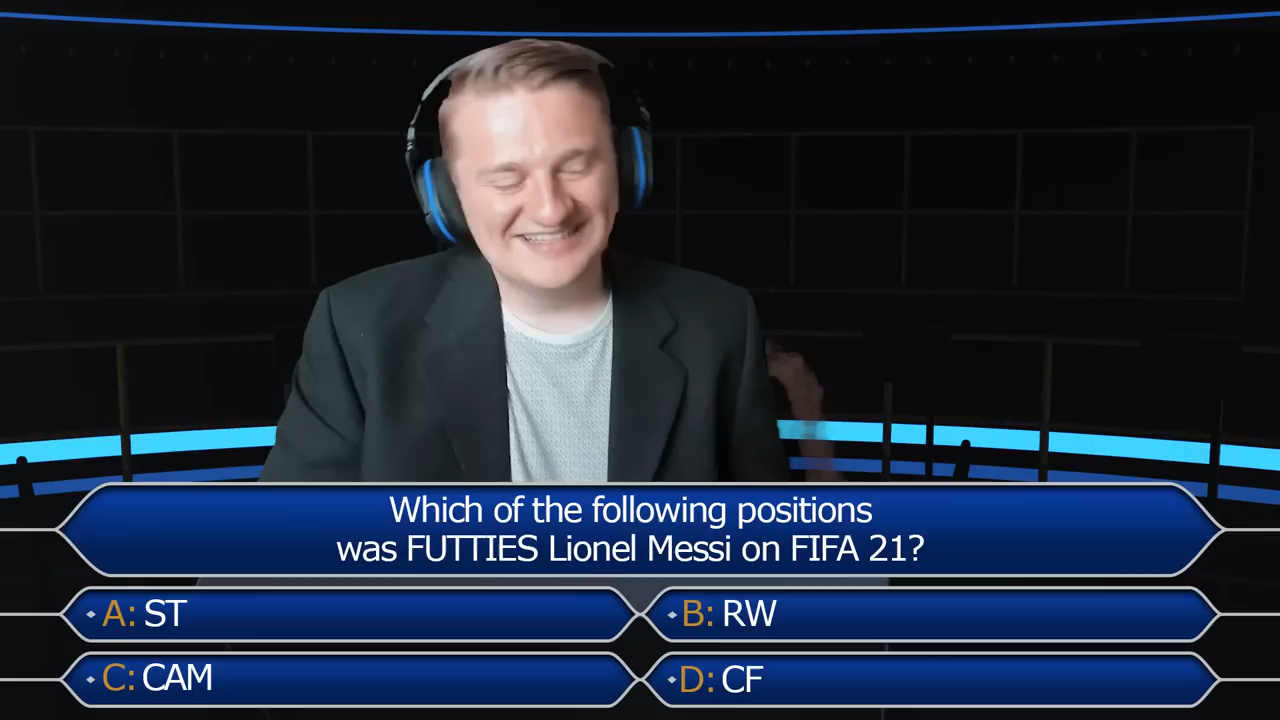 Which of the following positions
was FUTTIES Lionel Messi on FIFA 21?
A: ST
B: RW
C: CAM
D: CF